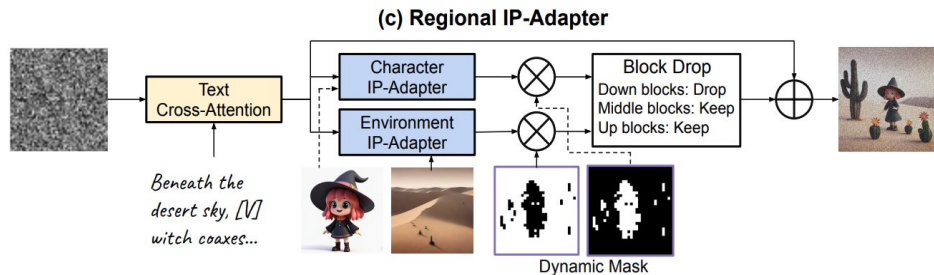 (c) Regional IP-Adapter
Text
Cross-Attention
Character
IP-Adapter
Environment
IP-Adapter
Block Drop
Down blocks: Drop
Middle blocks: Keep
Up blocks: Keep
Beneath the
desert sky, [V]
witch coaxes...
Dynamic Mask